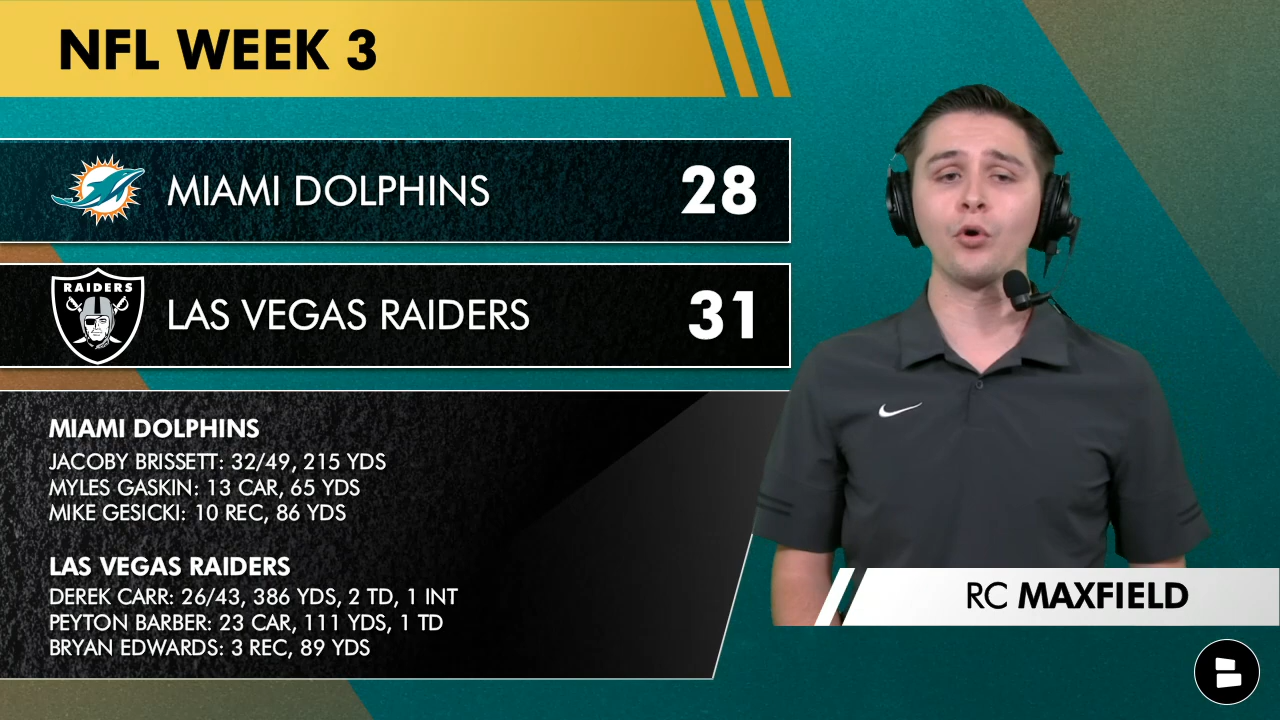 NFL WEEK 3
MIAMI DOLPHINS 28
RAIDERS
LAS VEGAS RAIDERS 31
MIAMI DOLPHINS
JACOBY BRISSETT: 32/49, 215 YDS
MYLES GASKIN: 13 CAR, 65 YDS
MIKE GESICKI: 10 REC, 86 YDS
LAS VEGAS RAIDERS
DEREK CARR: 26/43, 386 YDS, 2 TD, 1 INT
PEYTON BARBER: 23 CAR, 111 YDS, 1 TD
BRYAN EDWARDS: 3 REC, 89 YDS
RC MAXFIELD